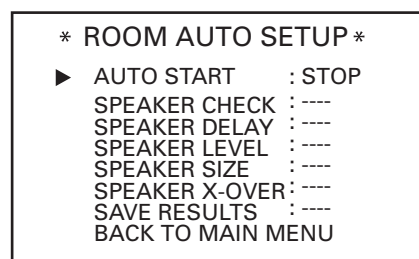 * ROOM AUTO SETUP *
► AUTO START : STOP
SPEAKER CHECK : ----
SPEAKER DELAY : ----
SPEAKER LEVEL : ----
SPEAKER SIZE : ----
SPEAKER X-OVER : ----
SAVE RESULTS : ----
BACK TO MAIN MENU